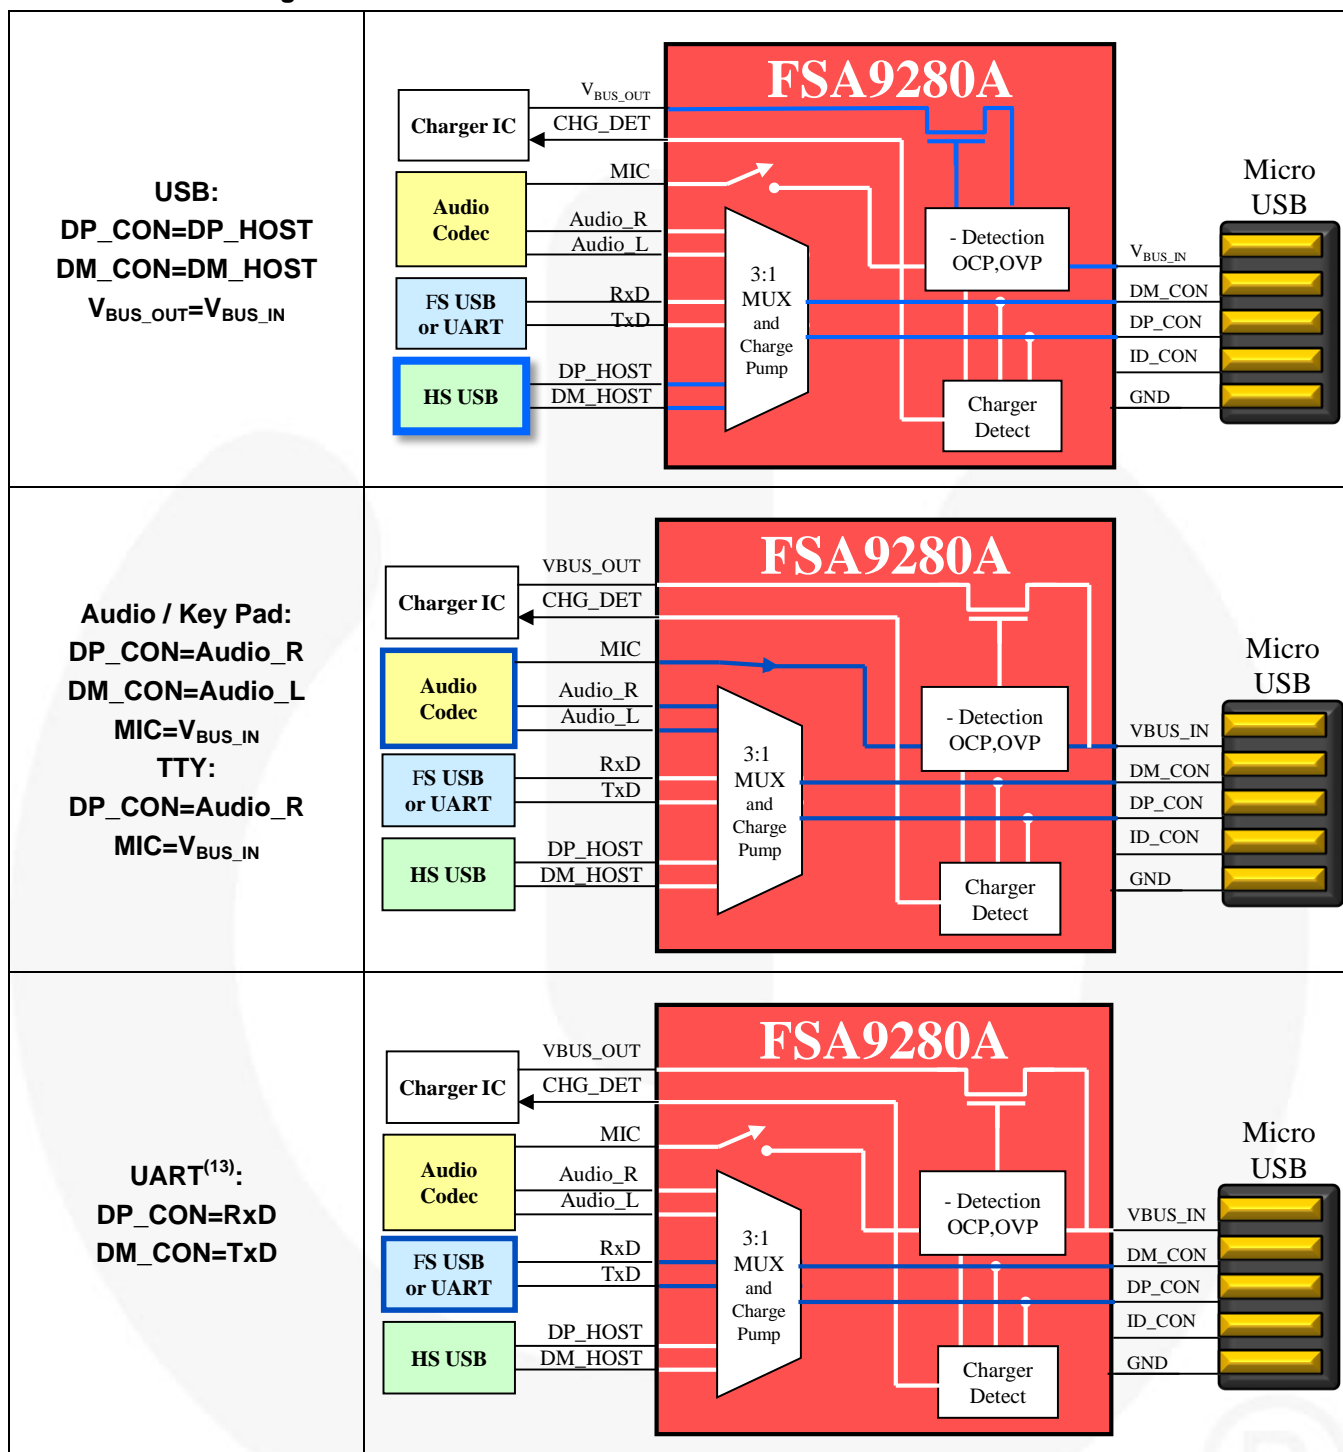 USB:
DP_CON=DP_HOST
DM_CON=DM_HOST
VBUS_OUT=VBUS_IN
FSA9280A
Charger IC
VBUS_OUT
CHG_DET
MIC
Audio
Codec
Audio_R
Audio_L
FS USB
or UART
RxD
TxD
HS USB
DP_HOST
DM_HOST
3:1
MUX
and
Charge
Pump
- Detection
OCP,OVP
Charger
Detect
VBUS_IN
DM_CON
DP_CON
ID_CON
GND
Micro
USB
Audio / Key Pad:
DP_CON=Audio_R
DM_CON=Audio_L
MIC=VBUS_IN
TTY:
DP_CON=Audio_R
MIC=VBUS_IN
FSA9280A
Charger IC
VBUS_OUT
CHG_DET
MIC
Audio
Codec
Audio_R
Audio_L
FS USB
or UART
RxD
TxD
HS USB
DP_HOST
DM_HOST
3:1
MUX
and
Charge
Pump
- Detection
OCP,OVP
Charger
Detect
VBUS_IN
DM_CON
DP_CON
ID_CON
GND
Micro
USB
UART(13):
DP_CON=RxD
DM_CON=TxD
FSA9280A
Charger IC
VBUS_OUT
CHG_DET
MIC
Audio
Codec
Audio_R
Audio_L
FS USB
or UART
RxD
TxD
HS USB
DP_HOST
DM_HOST
3:1
MUX
and
Charge
Pump
- Detection
OCP,OVP
Charger
Detect
VBUS_IN
DM_CON
DP_CON
ID_CON
GND
Micro
USB